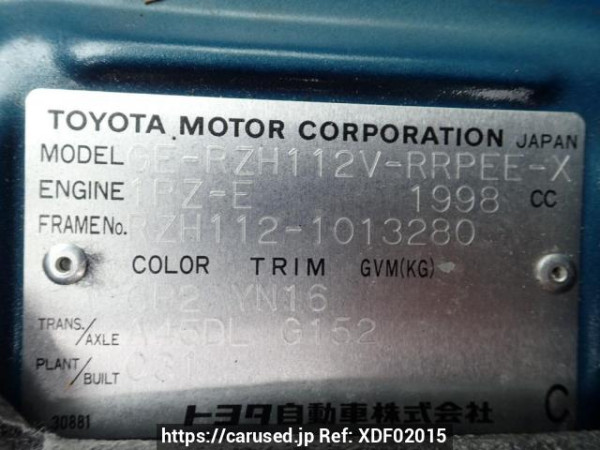 TOYOTA MOTOR CORPORATION JAPAN
MODEL GE-RZH112V-RRPEE-X
ENGINE 1RZ-E 1998 CC
FRAME No. RZH112-1013280
COLOR TRIM GVM(KG)
YN16
TRANS./AXLE G152
PLANT/BUILT
30881 トヨタ自動車株式会社 C
https://carused.jp Ref: XDF02015